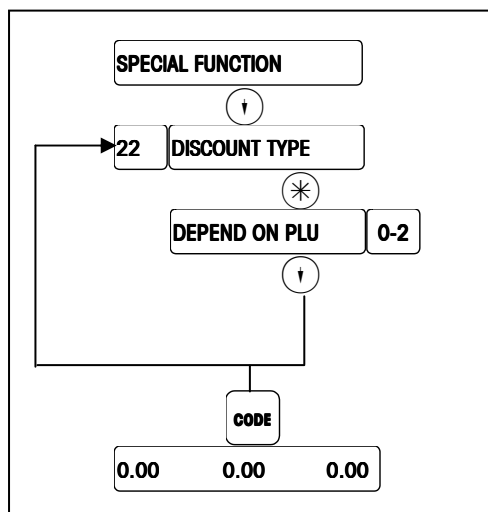 SPECIAL FUNCTION
22 DISCOUNT TYPE
DEPEND ON PLU 0-2
CODE
0.00 0.00 0.00